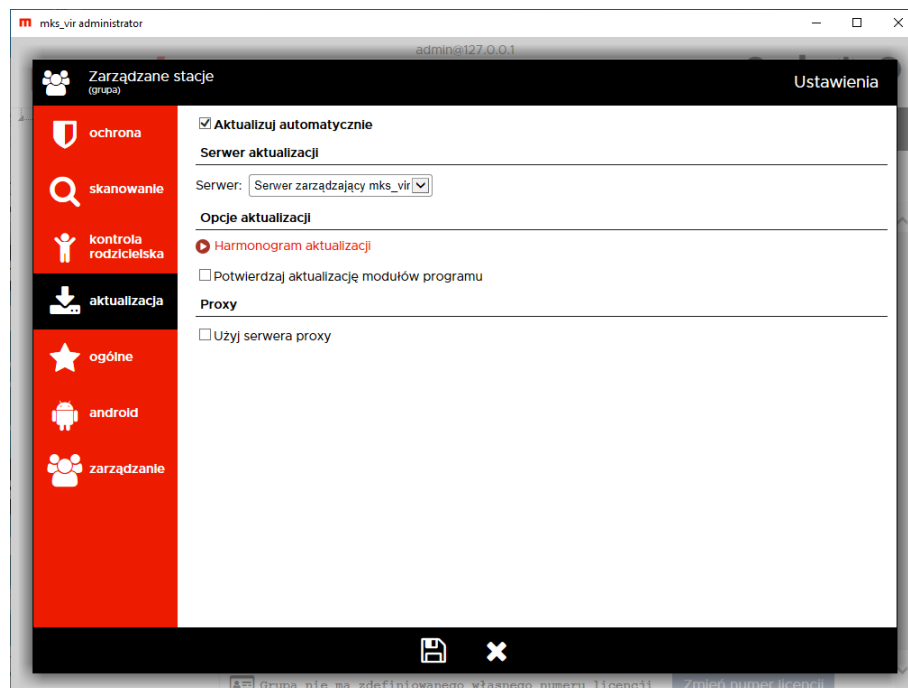 mks_vir administrator
admin@127.0.0.1
Zarządzane stacje
(grupa)
Ustawienia
ochrona
skanowanie
kontrola
rodzicielska
aktualizacja
ogólne
android
zarządzanie
Aktualizuj automatycznie
Serwer aktualizacji
Serwer: Serwer zarządzający mks_vir
Opcje aktualizacji
Harmonogram aktualizacji
Potwierdzaj aktualizację modułów programu
Proxy
Użyj serwera proxy
Grupa nie ma zdefiniowanego własnego numeru licencji
Zmień numer licencji